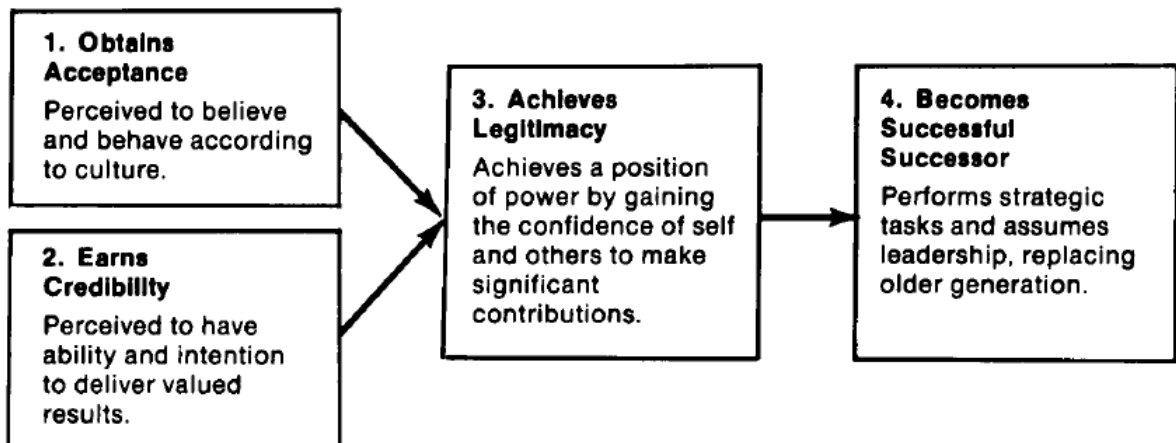 1. Obtains
Acceptance
Perceived to believe
and behave according
to culture.
2. Earns
Credibility
Perceived to have
ability and intention
to deliver valued
results.
3. Achieves
Legitimacy
Achieves a position
of power by gaining
the confidence of self
and others to make
significant
contributions.
4. Becomes
Successful
Successor
Performs strategic
tasks and assumes
leadership, replacing
older generation.